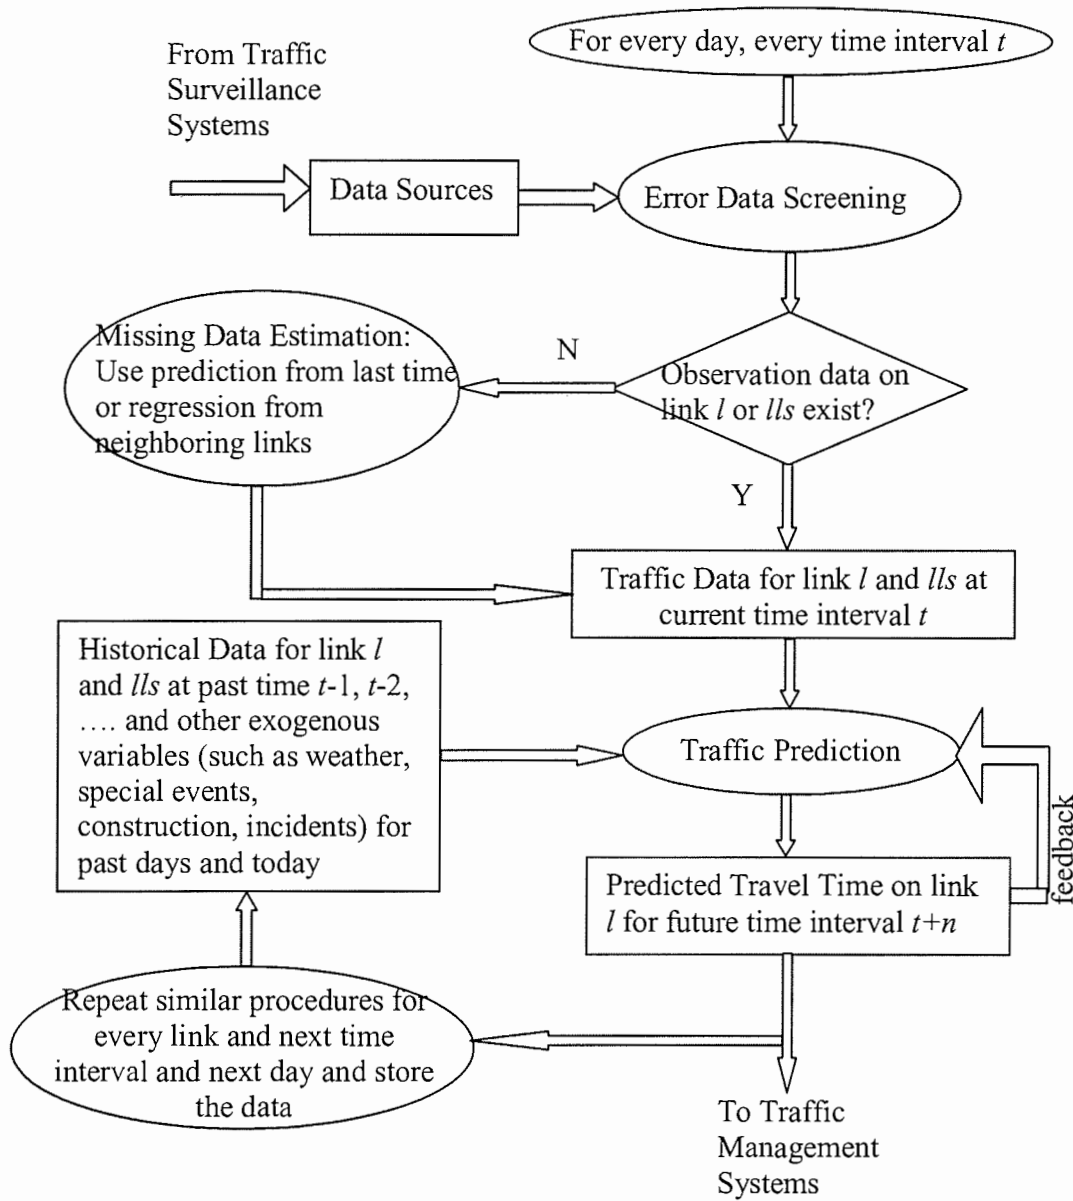 For every day, every time interval t
From Traffic
Surveillance
Systems
Data Sources
Error Data Screening
Missing Data Estimation:
Use prediction from last time
or regression from
neighboring links
N
Observation data on
link l or lls exist?
Y
Traffic Data for link l and lls at
current time interval t
Historical Data for link l
and lls at past time t-1, t-2,
…. and other exogenous
variables (such as weather,
special events,
construction, incidents) for
past days and today
Traffic Prediction
feedback
Predicted Travel Time on link
l for future time interval t+n
Repeat similar procedures for
every link and next time
interval and next day and store
the data
To Traffic
Management
Systems